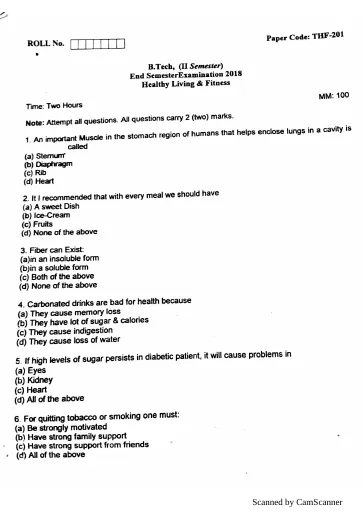 ROLL No.
Paper Code: THF-201
B.Tech, (II Semester)
End SemesterExamination 2018
Healthy Living & Fitness
MM: 100
Time: Two Hours
Note: Attempt all questions. All questions carry 2 (two) marks.
1. An important Muscle in the stomach region of humans that helps enclose lungs in a cavity is
called
(a) Sternum
(b) Diaphragm
(c) Rib
(d) Heart
2. It I recommended that with every meal we should have
(a) A sweet Dish
(b) Ice-Cream
(c) Fruits
(d) None of the above
3. Fiber can Exist:
(a)in an insoluble form
(b)in a soluble form
(c) Both of the above
(d) None of the above
4. Carbonated drinks are bad for health because
(a) They cause memory loss
(b) They have lot of sugar & calories
(c) They cause indigestion
(d) They cause loss of water
5. If high levels of sugar persists in diabetic patient, it will cause problems in
(a) Eyes
(b) Kidney
(c) Heart
(d) All of the above
6. For quitting tobacco or smoking one must:
(a) Be strongly motivated
(b) Have strong family support
(c) Have strong support from friends
(d) All of the above
Scanned by CamScanner